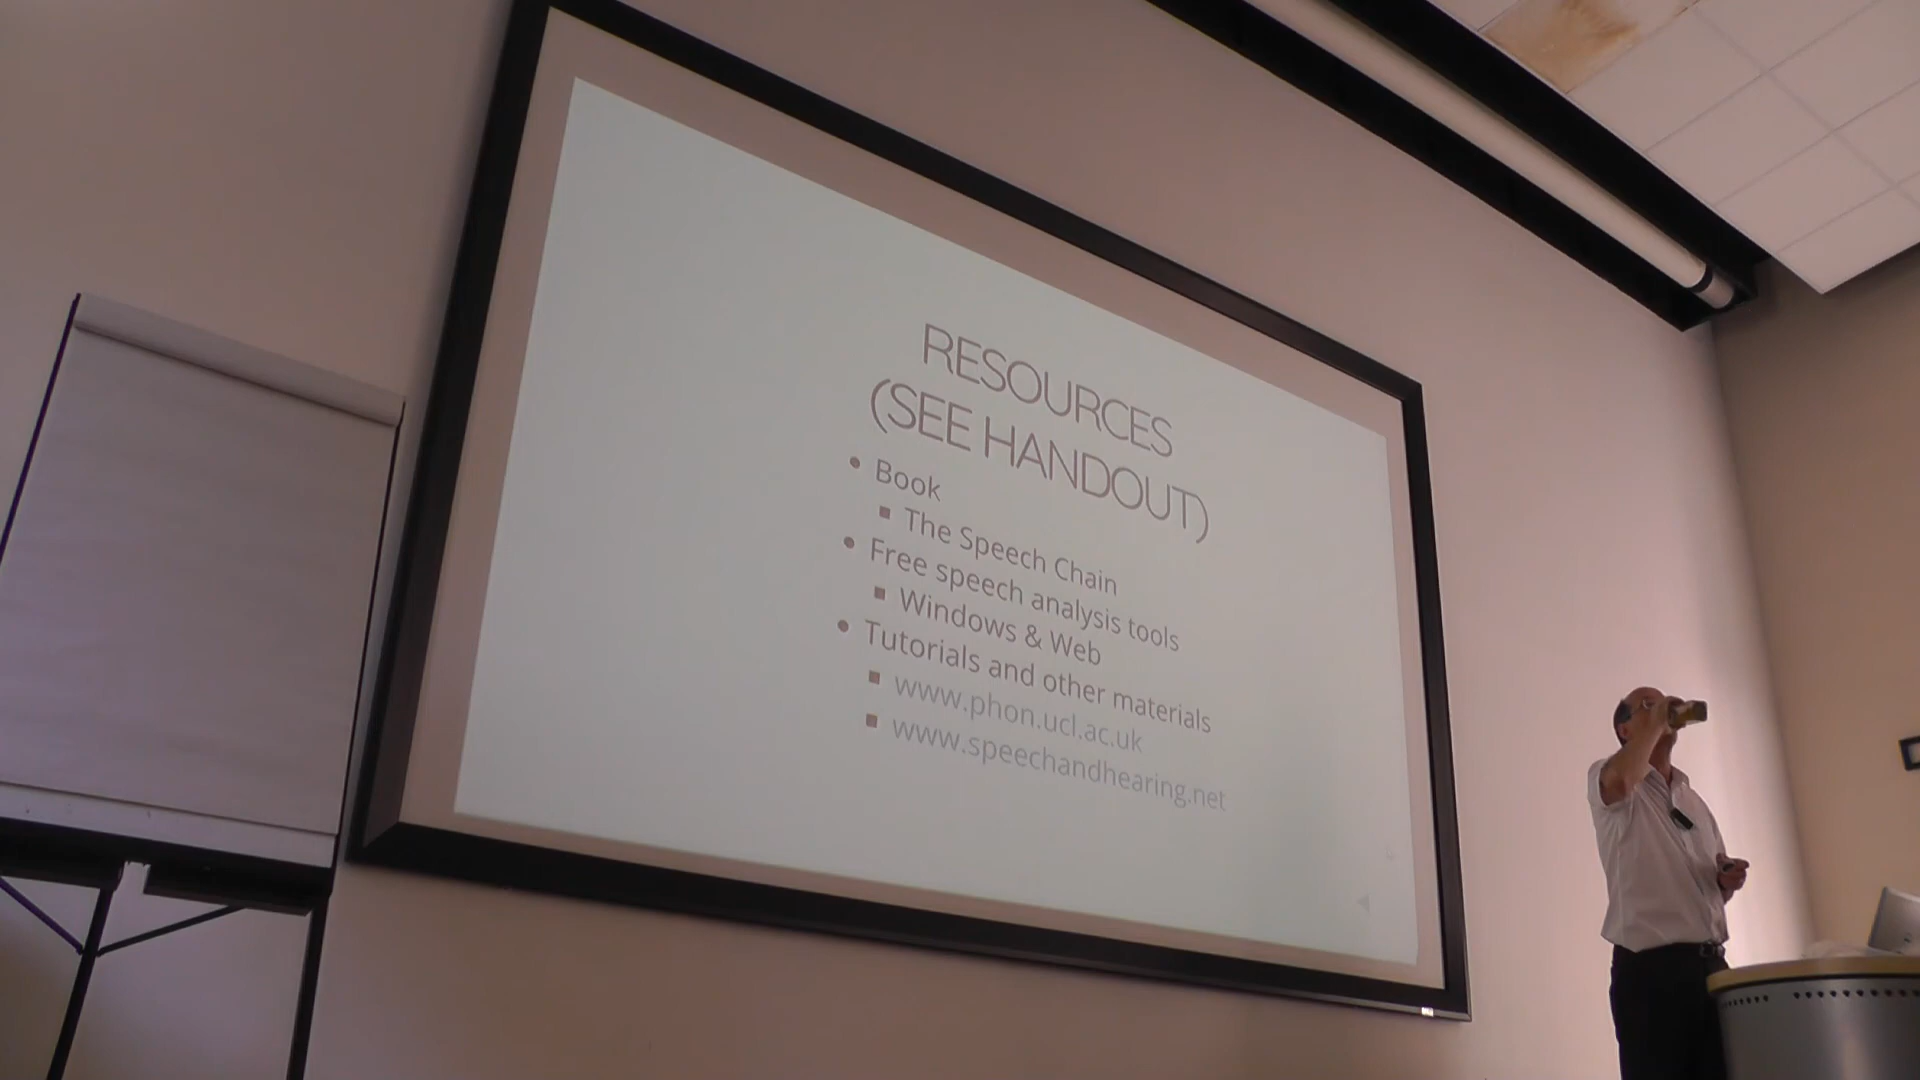 RESOURCES
(SEE HANDOUT)
• Book
▪ The Speech Chain
• Free speech analysis tools
▪ Windows & Web
• Tutorials and other materials
▪ www.phon.ucl.ac.uk
▪ www.speechandhearing.net